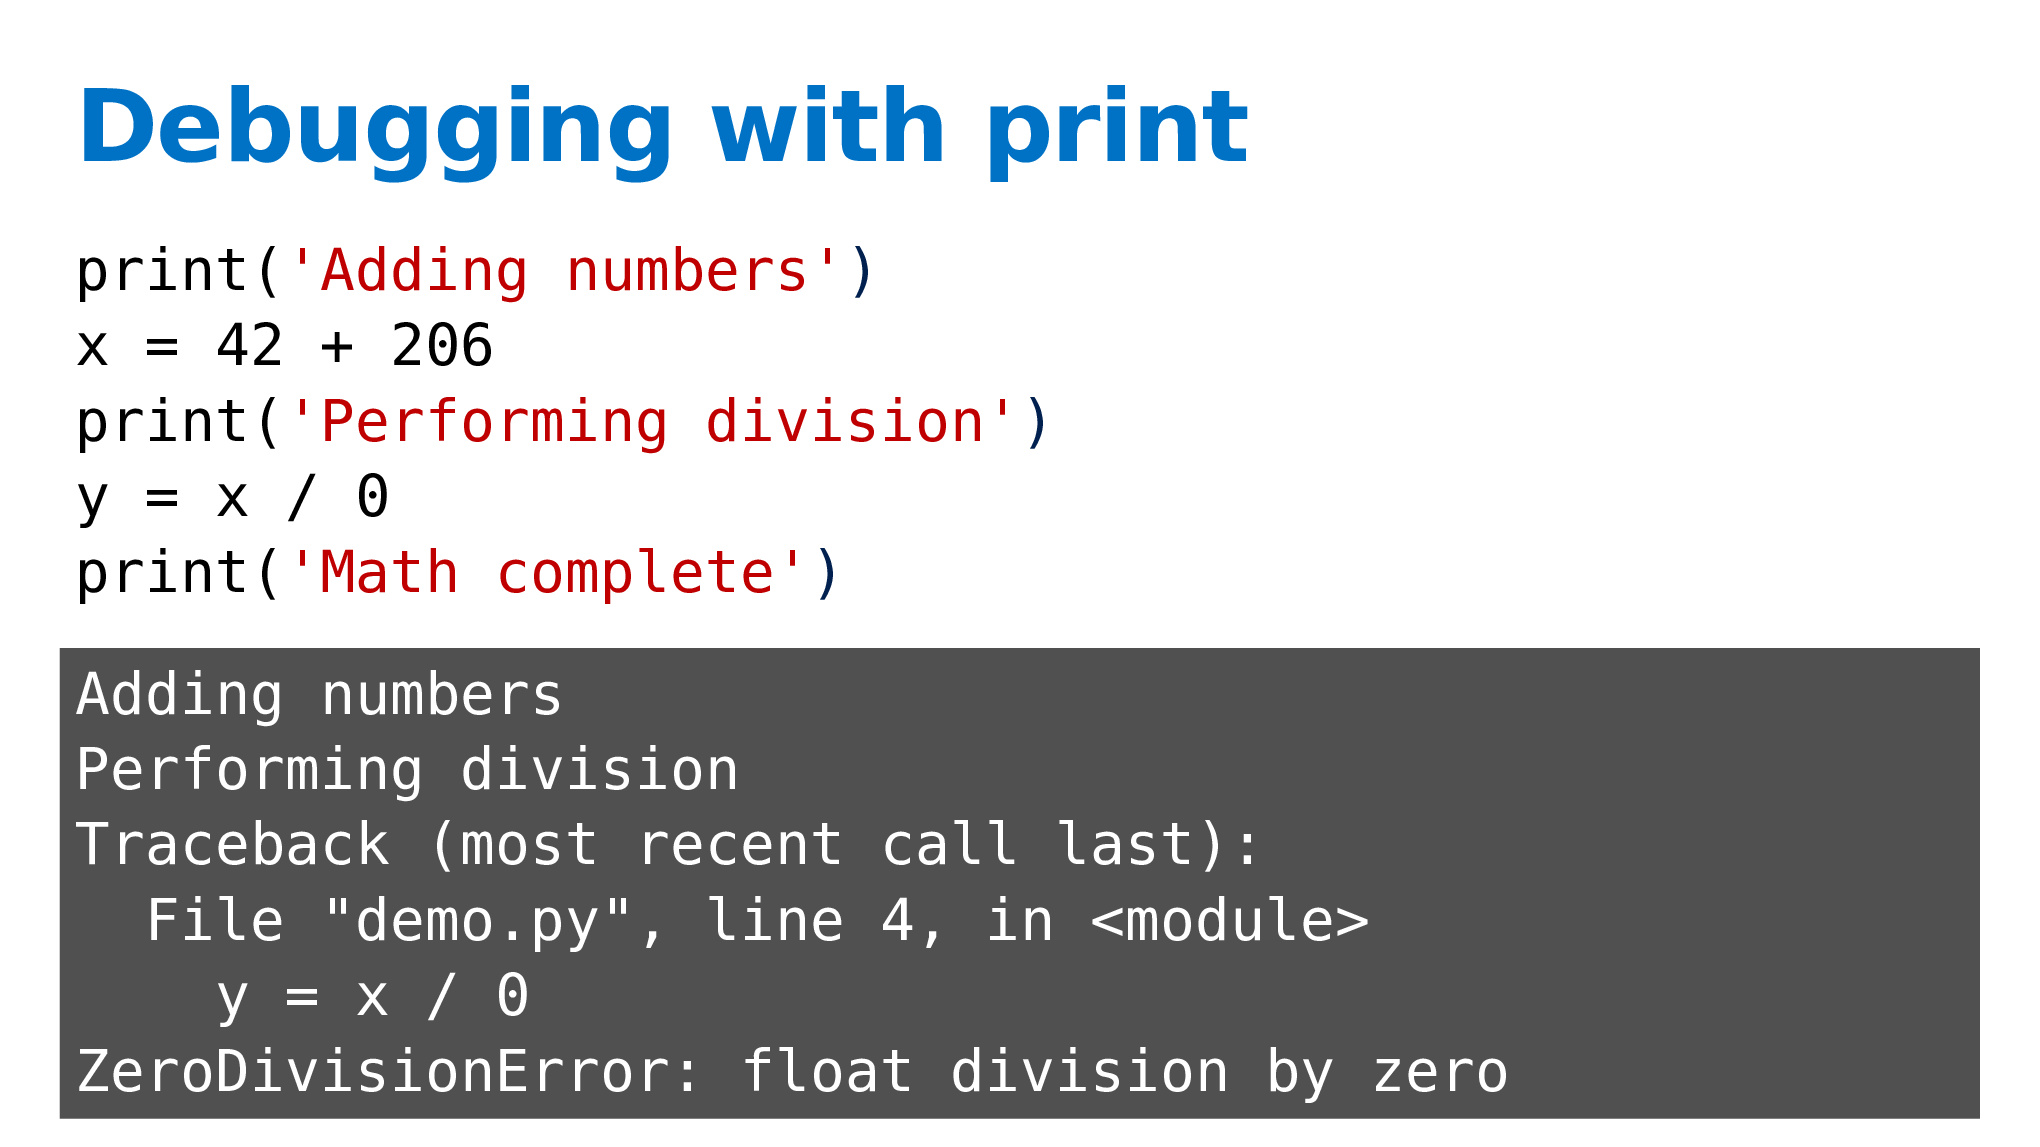 Debugging with print
print('Adding numbers')
x = 42 + 206
print('Performing division')
y = x / 0
print('Math complete')
Adding numbers
Performing division
Traceback (most recent call last):
  File "demo.py", line 4, in <module>
    y = x / 0
ZeroDivisionError: float division by zero